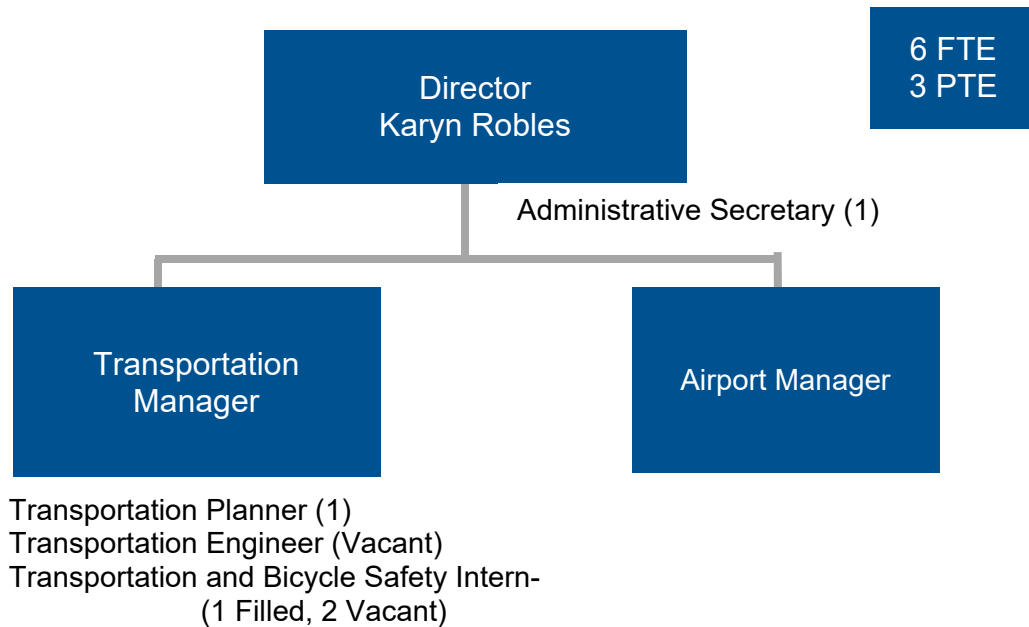 Director
Karyn Robles
6 FTE
3 PTE
Administrative Secretary (1)
Transportation
Manager
Airport Manager
Transportation Planner (1)
Transportation Engineer (Vacant)
Transportation and Bicycle Safety Intern-
(1 Filled, 2 Vacant)